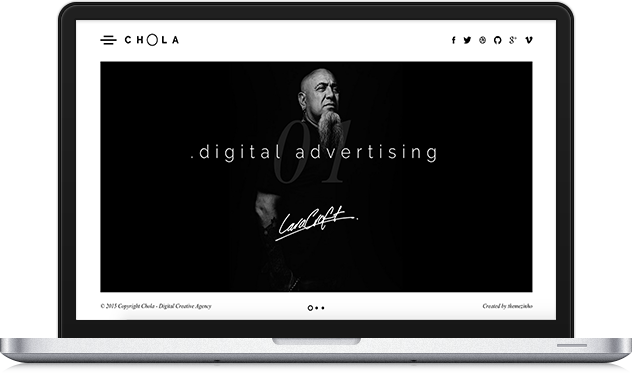 CHOLA
01
.digital advertising
LaraCroft.
© 2015 Copyright Chola - Digital Creative Agency
Created by themezinho